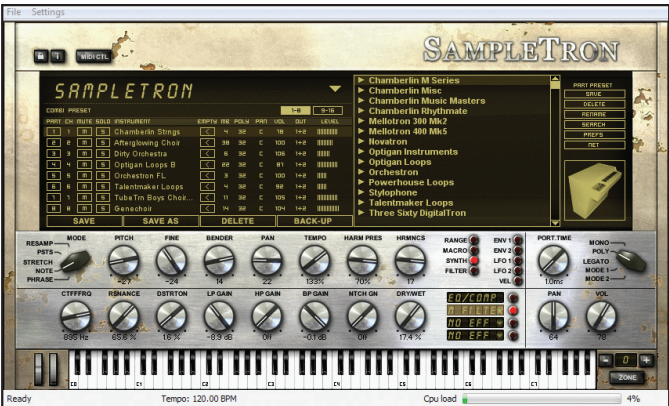 File Settings
MIDI CTL
SAMPLETRON
SAMPLETRON
COMBI PRESET 1-8 9-16
PART CH MUTE SOLO INSTRUMENT EMPTY MB POLY PAN VOL OUT LEVEL
1 1 M S Chamberlin Strngs < 4 32 C 78 1+2
2 2 M S Afterglowing Choir < 38 32 C 100 1+2
3 3 M S Dirty Orchestra < 6 32 C 105 1+2
4 4 M S Optigan Loops B < 22 32 C 81 1+2
5 5 M S Orchestron FL < 3 32 C 100 1+2
6 6 M S Talentmaker Loops < 4 32 C 92 1+2
7 7 M S TubeTrn Boys Choir... < 11 32 C 105 1+2
8 8 M S Genechoir < 14 32 C 104 1+2
SAVE SAVE AS DELETE BACK-UP
Chamberlin M Series
Chamberlin Misc
Chamberlin Music Masters
Chamberlin Rhythmate
Mellotron 300 Mk2
Mellotron 400 Mk5
Novatron
Optigan Instruments
Optigan Loops
Orchestron
Powerhouse Loops
Stylophone
Talentmaker Loops
Three Sixty DigitalTron
PART PRESET
SAVE
DELETE
RENAME
SEARCH
PREFS
NET
MODE PITCH FINE BENDER PAN TEMPO HARM PRES HRMNCS
RESAMP
PSTS
STRETCH
NOTE
PHRASE
-27 -24 14 22 133% 70% 17
RANGE ENV 1
MACRO ENV 2
SYNTH LFO 1
FILTER LFO 2
VEL
PORT.TIME
1.0ms
MONO
POLY
LEGATO
MODE 1
MODE 2
CTFFFRQ RSNANCE DSTRTON LP GAIN HP GAIN BP GAIN NTCH GN DRY/WET
895 Hz 65.6 % 1.6 % -8.9 dB Off -0.1 dB Off 17.4 %
EQ/COMP
M FILTER
NO EFF
NO EFF
PAN VOL
64 78
- 0 +
ZONE
C0 C1 C2 C3 C4 C5 C6 C7
Ready Tempo: 120.00 BPM Cpu load 4%